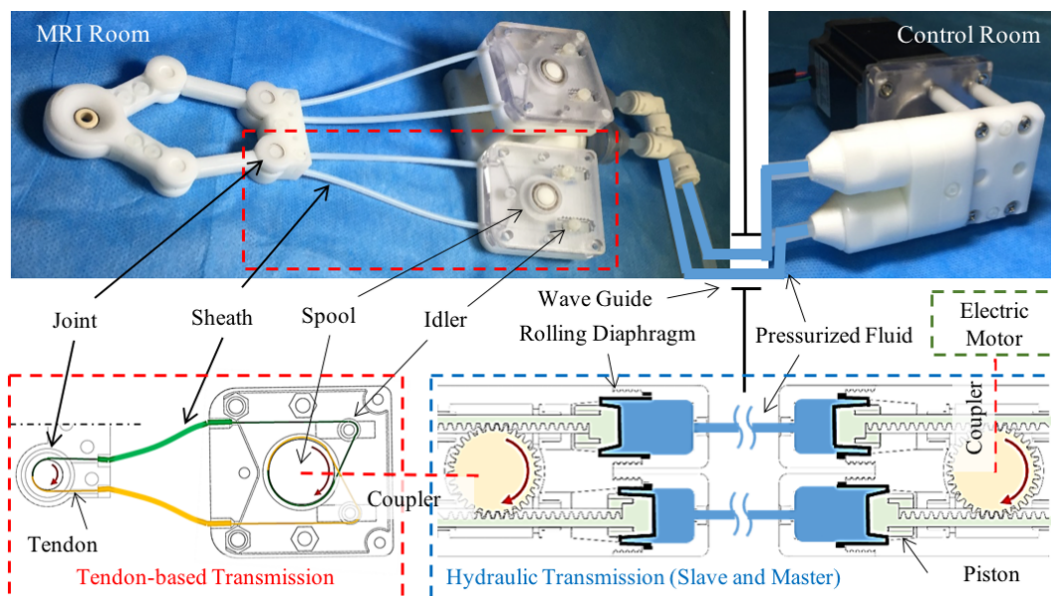 MRI Room
Control Room
Joint
Sheath
Spool
Idler
Wave Guide
Rolling Diaphragm
Pressurized Fluid
Electric
Motor
Coupler
Coupler
Tendon
Piston
Tendon-based Transmission
Hydraulic Transmission (Slave and Master)